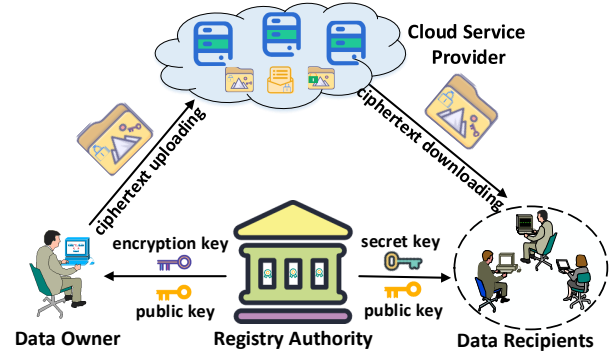 Cloud Service
Provider
ciphertext uploading
ciphertext downloading
encryption key
public key
secret key
public key
Data Owner
Registry Authority
Data Recipients